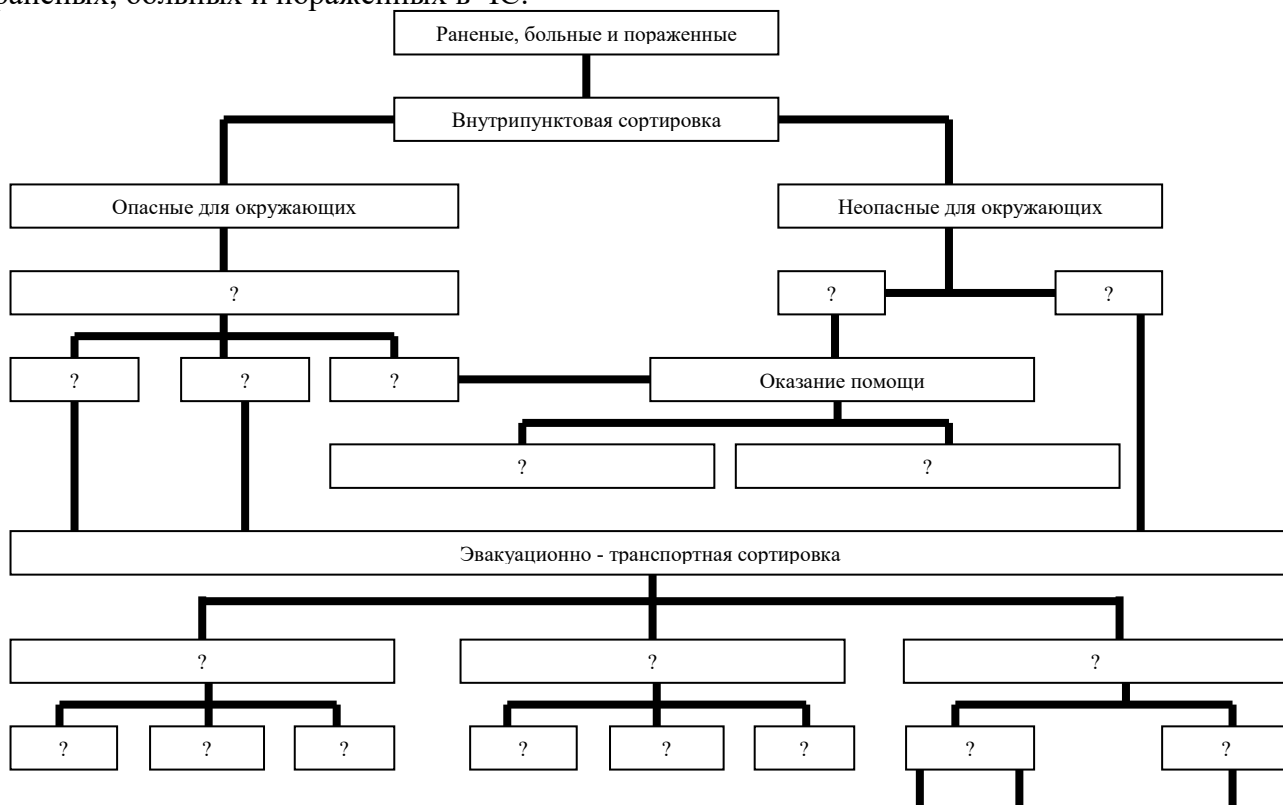 раненых, больных и пораженных в ЧС.
Раненые, больные и пораженные
Внутрипунктовая сортировка
Опасные для окружающих
Неопасные для окружающих
?
?
?
?
?
?
Оказание помощи
?
?
Эвакуационно - транспортная сортировка
?
?
?
?
?
?
?
?
?
?
?